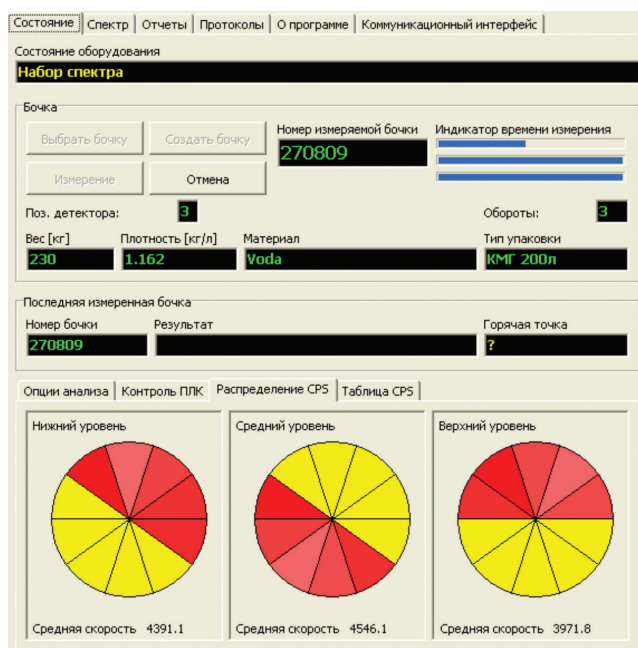 Состояние Спектр Отчеты Протоколы О программе Коммуникационный интерфейс
Состояние оборудования
Набор спектра
Бочка
Выбрать бочку Создать бочку Номер измеряемой бочки Индикатор времени измерения
270809
Измерение Отмена
Поз. детектора: 3 Обороты: 3
Вес [кг] Плотность [кг/л] Материал Тип упаковки
230 1.162 Voda КМГ 200л
Последняя измеренная бочка
Номер бочки Результат Горячая точка
270809 ?
Опции анализа Контроль ПЛК Распределение CPS Таблица CPS
Нижний уровень Средний уровень Верхний уровень
Средняя скорость 4391.1 Средняя скорость 4546.1 Средняя скорость 3971.8